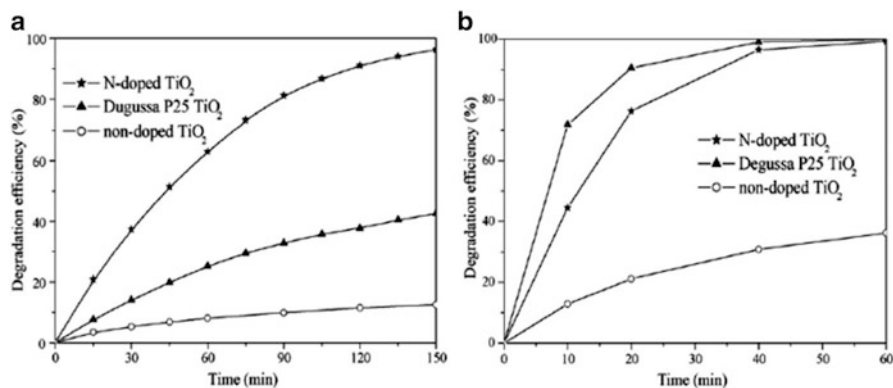 a
Degradation efficiency (%)
100
80
60
40
20
0
N-doped TiO2
Dugussa P25 TiO2
non-doped TiO2
0 30 60 90 120 150
Time (min)
b
Degradation efficiency (%)
100
80
60
40
20
0
N-doped TiO2
Degussa P25 TiO2
non-doped TiO2
0 10 20 30 40 50 60
Time (min)